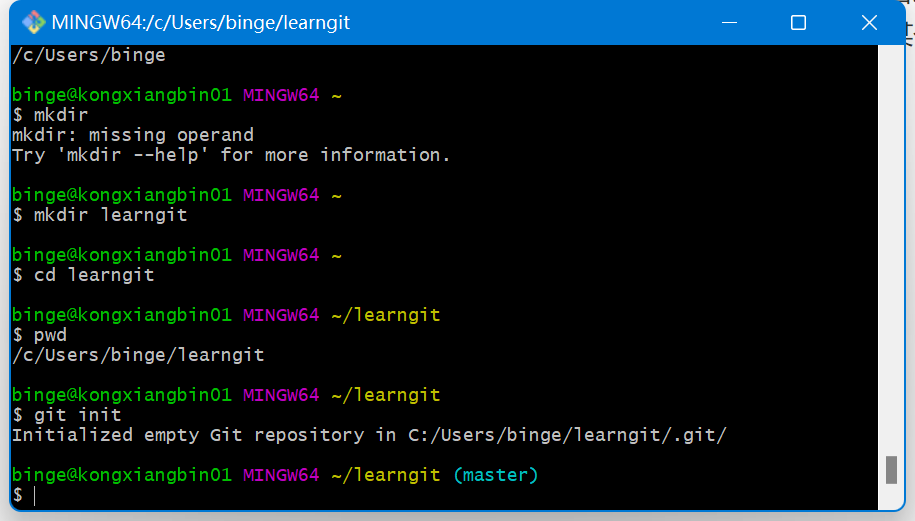 MINGW64:/c/Users/binge/learngit
/c/Users/binge
binge@kongxiangbin01 MINGW64 ~
$ mkdir
mkdir: missing operand
Try 'mkdir --help' for more information.
binge@kongxiangbin01 MINGW64 ~
$ mkdir learngit
binge@kongxiangbin01 MINGW64 ~
$ cd learngit
binge@kongxiangbin01 MINGW64 ~/learngit
$ pwd
/c/Users/binge/learngit
binge@kongxiangbin01 MINGW64 ~/learngit
$ git init
Initialized empty Git repository in C:/Users/binge/learngit/.git/
binge@kongxiangbin01 MINGW64 ~/learngit (master)
$